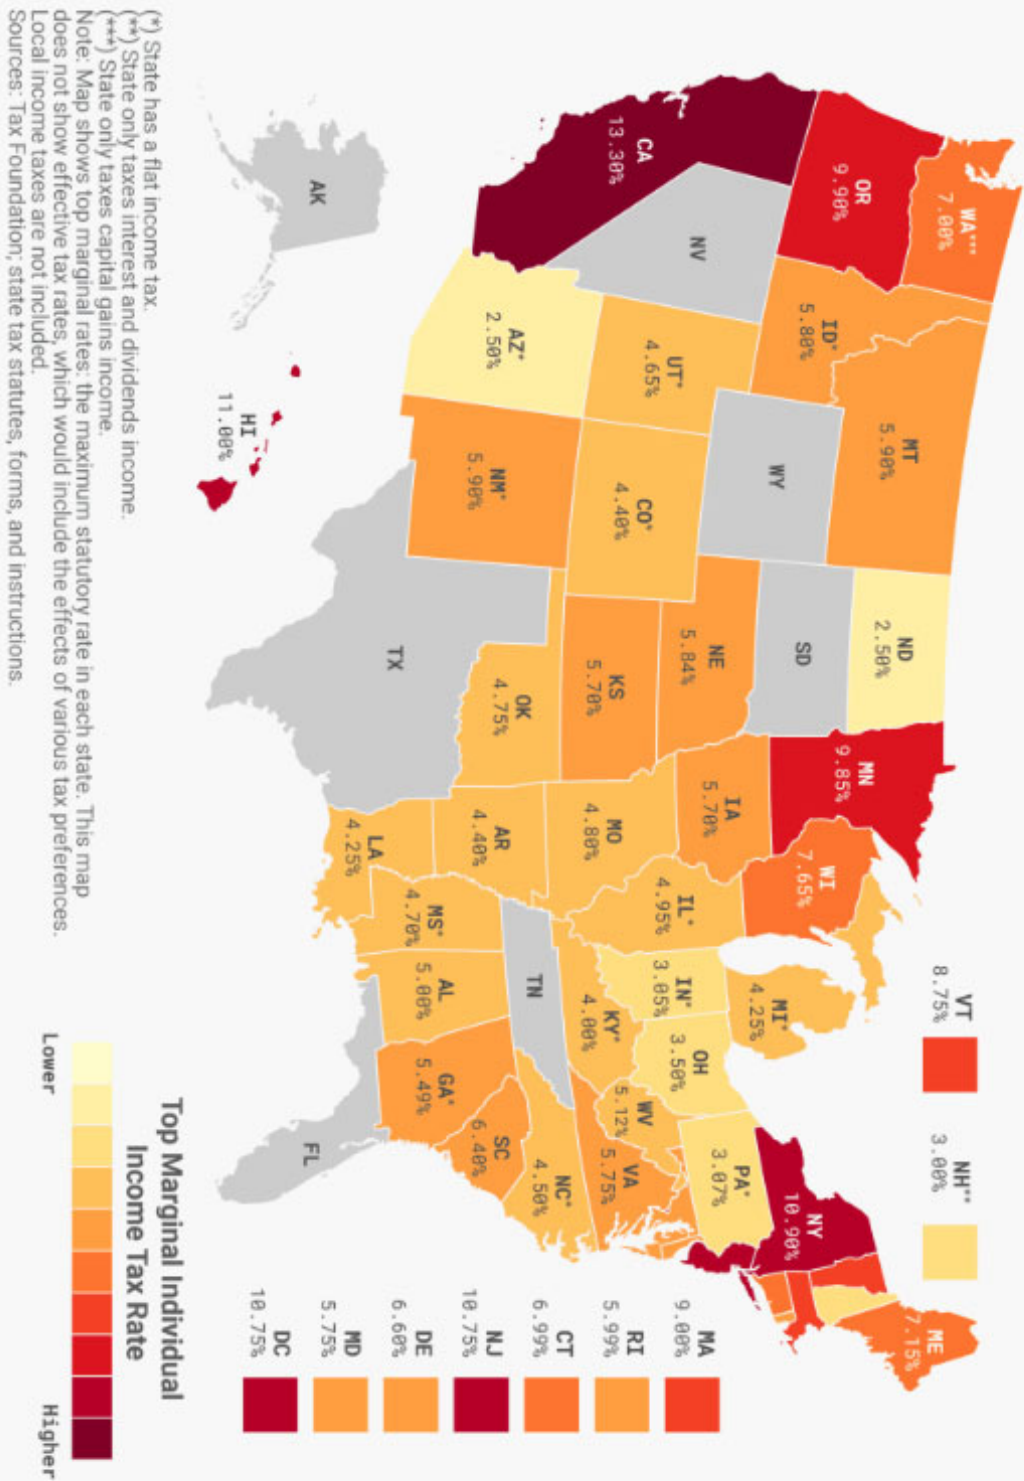 WA***
7.00%
OR
9.90%
CA
13.30%
NV
ID*
5.80%
MT
5.90%
WY
UT*
4.65%
AZ*
2.50%
CO*
4.40%
NM*
5.90%
ND
2.50%
SD
NE
5.84%
KS
5.70%
OK
4.75%
TX
MN
9.85%
IA
5.70%
MO
4.80%
AR
4.40%
LA
4.25%
WI
7.65%
IL*
4.95%
MS*
4.70%
MI*
4.25%
IN*
3.05%
KY*
4.00%
TN
AL
5.00%
OH
3.50%
WV
5.12%
GA*
5.49%
FL
SC
6.40%
NC*
4.50%
VA
5.75%
PA*
3.07%
NY
10.90%
ME
7.15%
AK
HI
11.00%
VT
8.75%
NH**
3.00%
MA
9.00%
RI
5.99%
CT
6.99%
NJ
10.75%
DE
6.60%
MD
5.75%
DC
10.75%
Top Marginal Individual
Income Tax Rate
Lower
Higher
(*) State has a flat income tax.
(**) State only taxes interest and dividends income.
(***) State only taxes capital gains income.
Note: Map shows top marginal rates: the maximum statutory rate in each state. This map
does not show effective tax rates, which would include the effects of various tax preferences.
Local income taxes are not included.
Sources: Tax Foundation; state tax statutes, forms, and instructions.